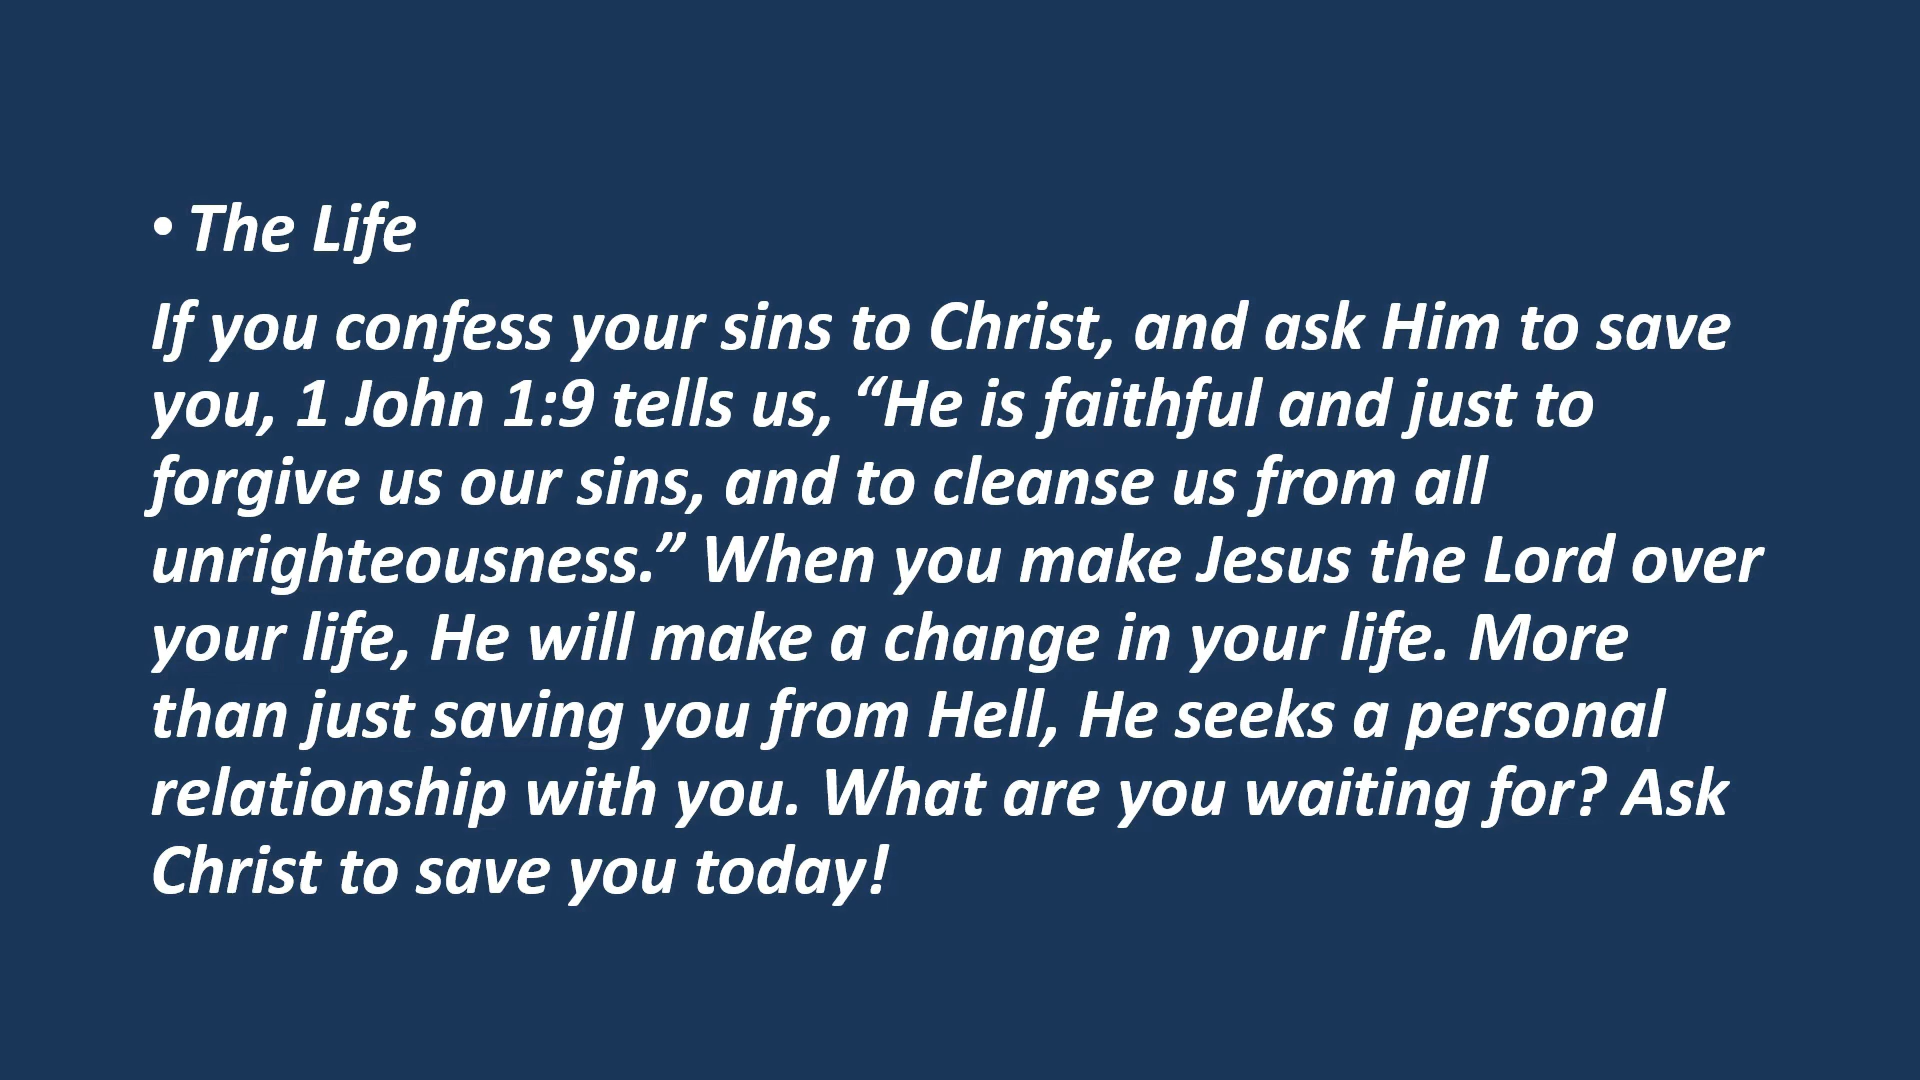 • The Life
If you confess your sins to Christ, and ask Him to save
you, 1 John 1:9 tells us, “He is faithful and just to
forgive us our sins, and to cleanse us from all
unrighteousness.” When you make Jesus the Lord over
your life, He will make a change in your life. More
than just saving you from Hell, He seeks a personal
relationship with you. What are you waiting for? Ask
Christ to save you today!